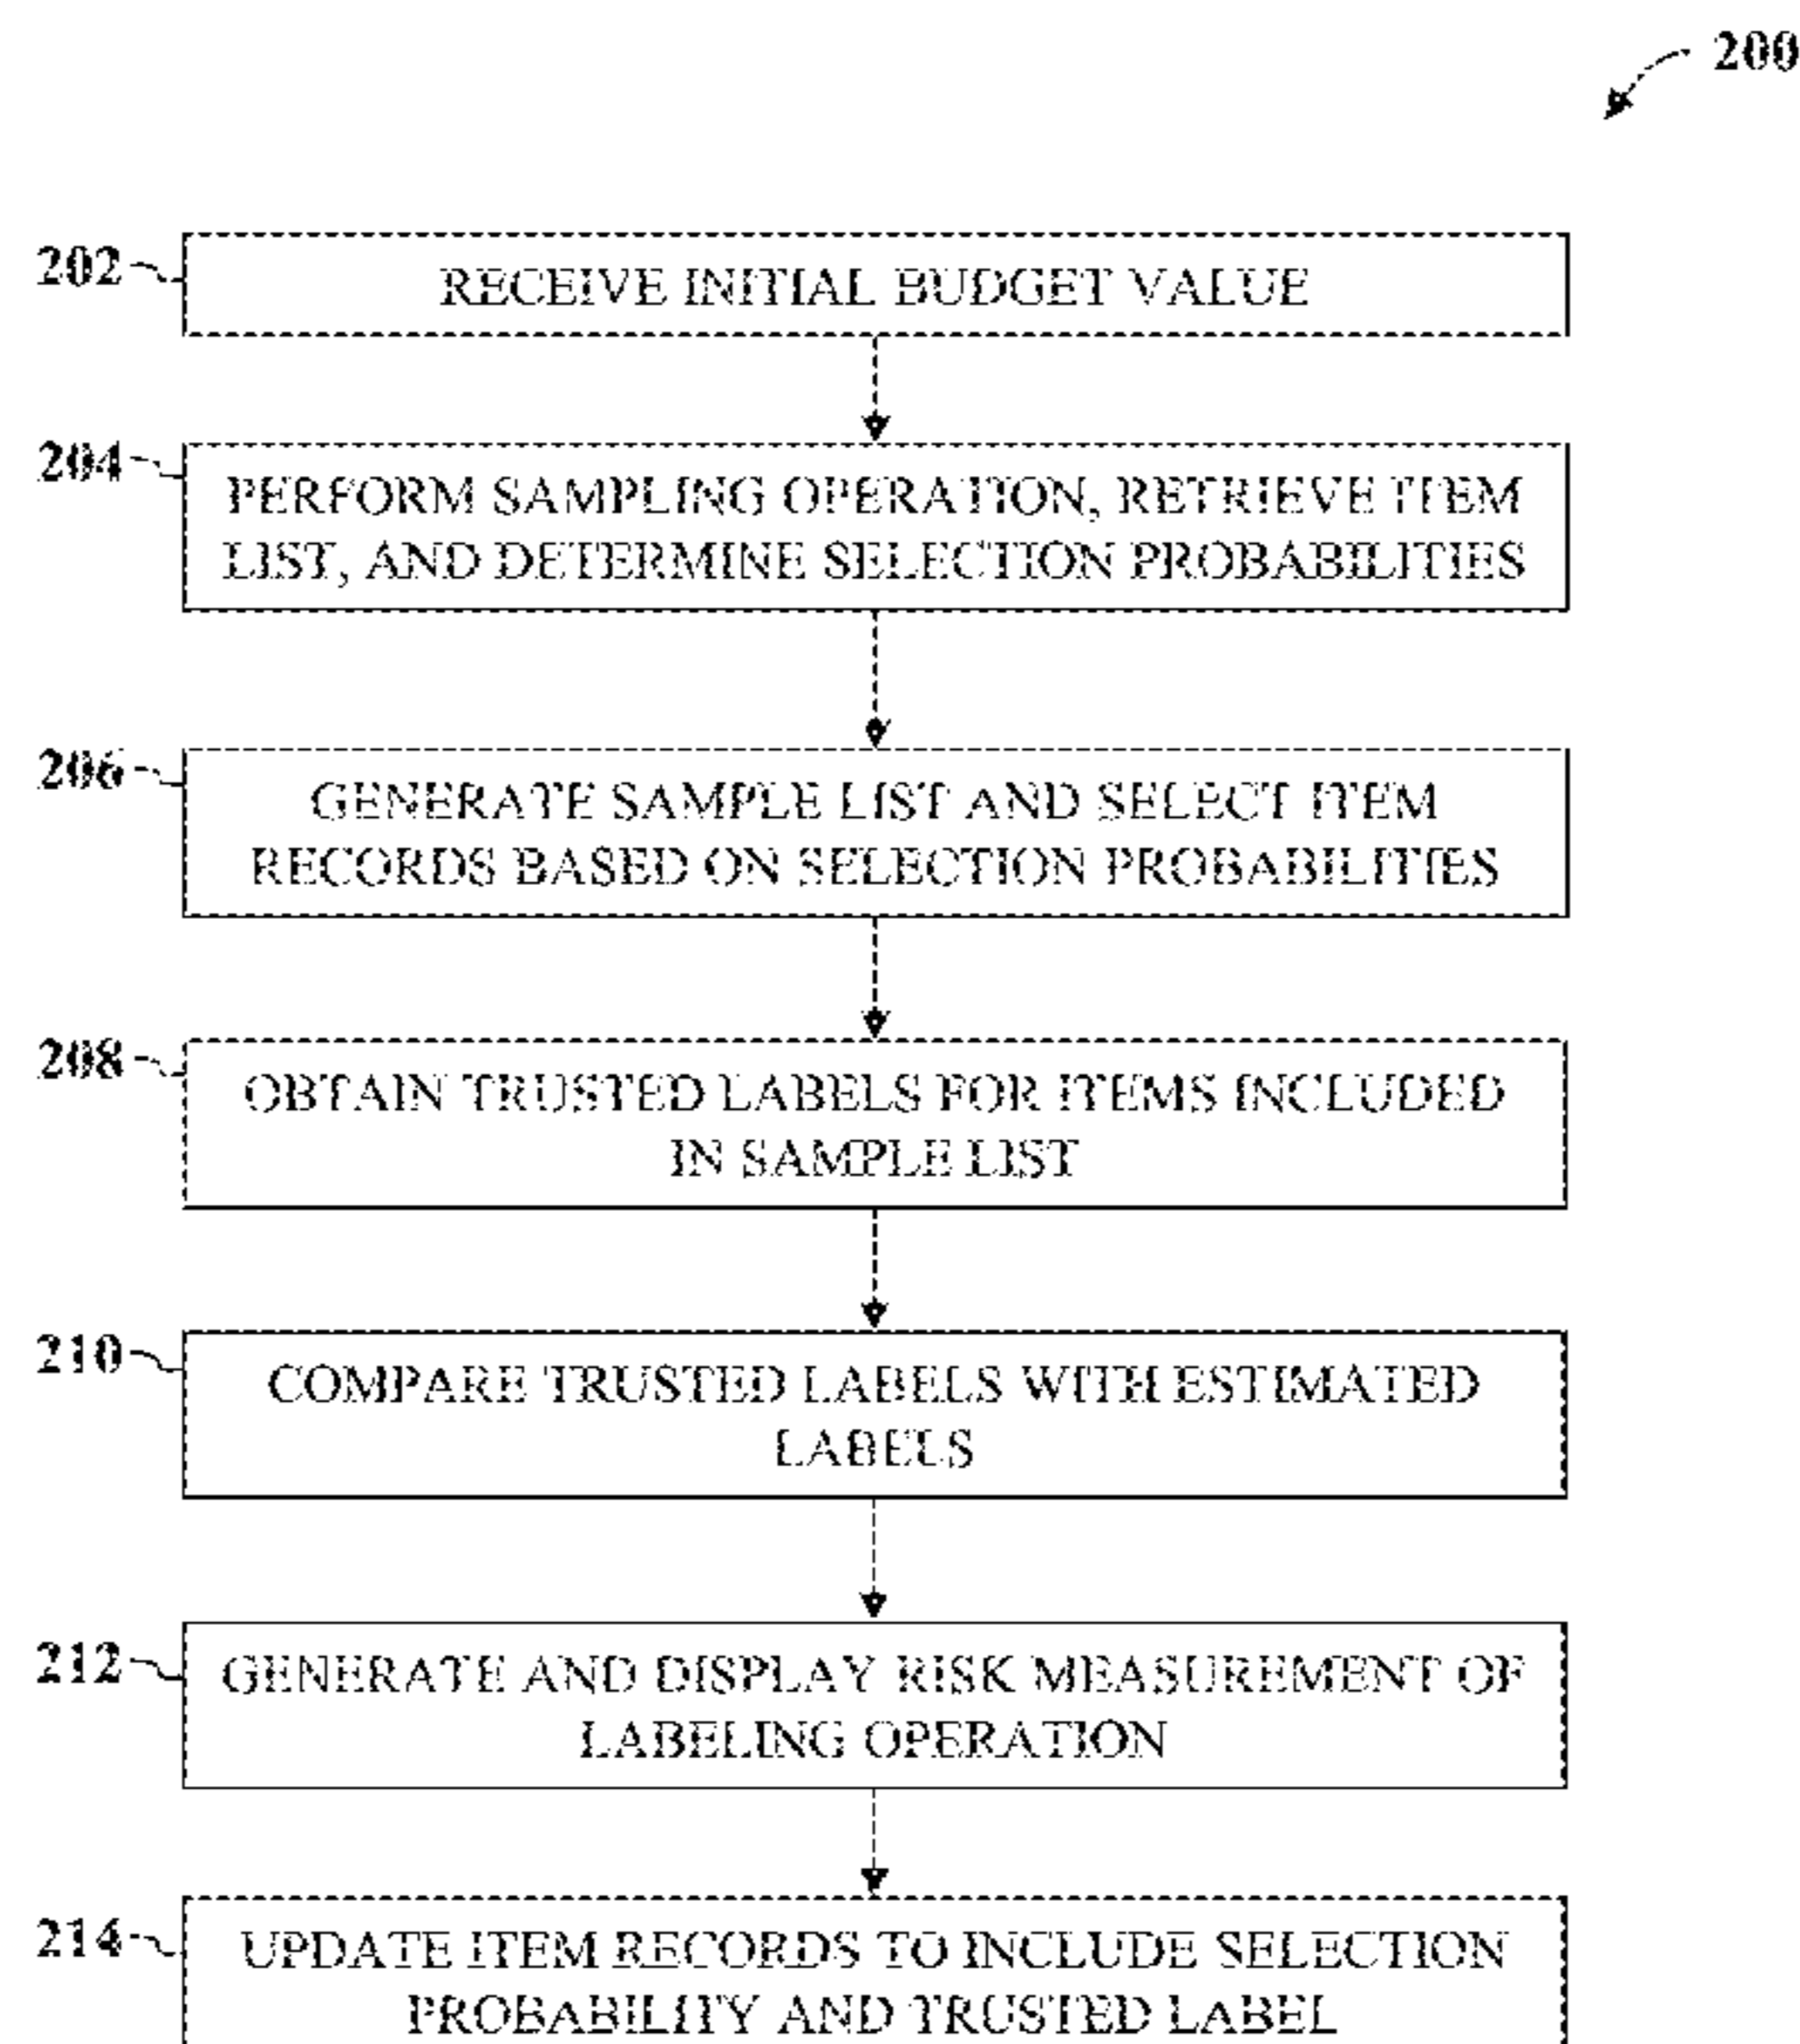 200
202
RECEIVE INITIAL BUDGET VALUE
204
PERFORM SAMPLING OPERATION, RETRIEVE ITEM
LIST, AND DETERMINE SELECTION PROBABILITIES
206
GENERATE SAMPLE LIST AND SELECT ITEM
RECORDS BASED ON SELECTION PROBABILITIES
208
OBTAIN TRUSTED LABELS FOR ITEMS INCLUDED
IN SAMPLE LIST
210
COMPARE TRUSTED LABELS WITH ESTIMATED
LABELS
212
GENERATE AND DISPLAY RISK MEASUREMENT OF
LABELING OPERATION
214
UPDATE ITEM RECORDS TO INCLUDE SELECTION
PROBABILITY AND TRUSTED LABEL